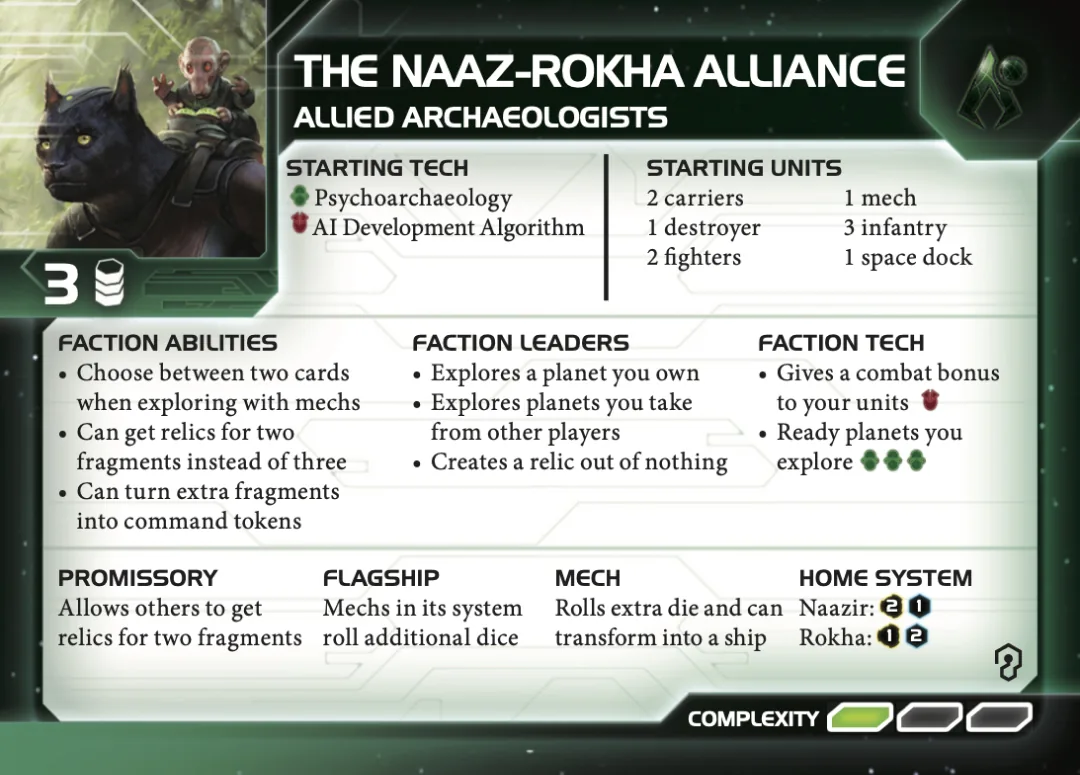 THE NAAZ-ROKHA ALLIANCE
ALLIED ARCHAEOLOGISTS
3
STARTING TECH
Psychoarchaeology
AI Development Algorithm
STARTING UNITS
2 carriers
1 destroyer
2 fighters
1 mech
3 infantry
1 space dock
FACTION ABILITIES
• Choose between two cards
when exploring with mechs
• Can get relics for two
fragments instead of three
• Can turn extra fragments
into command tokens
FACTION LEADERS
• Explores a planet you own
• Explores planets you take
from other players
• Creates a relic out of nothing
FACTION TECH
• Gives a combat bonus
to your units
• Ready planets you
explore
PROMISSORY
Allows others to get
relics for two fragments
FLAGSHIP
Mechs in its system
roll additional dice
MECH
Rolls extra die and can
transform into a ship
HOME SYSTEM
Naazir: 2 1
Rokha: 1 2
COMPLEXITY